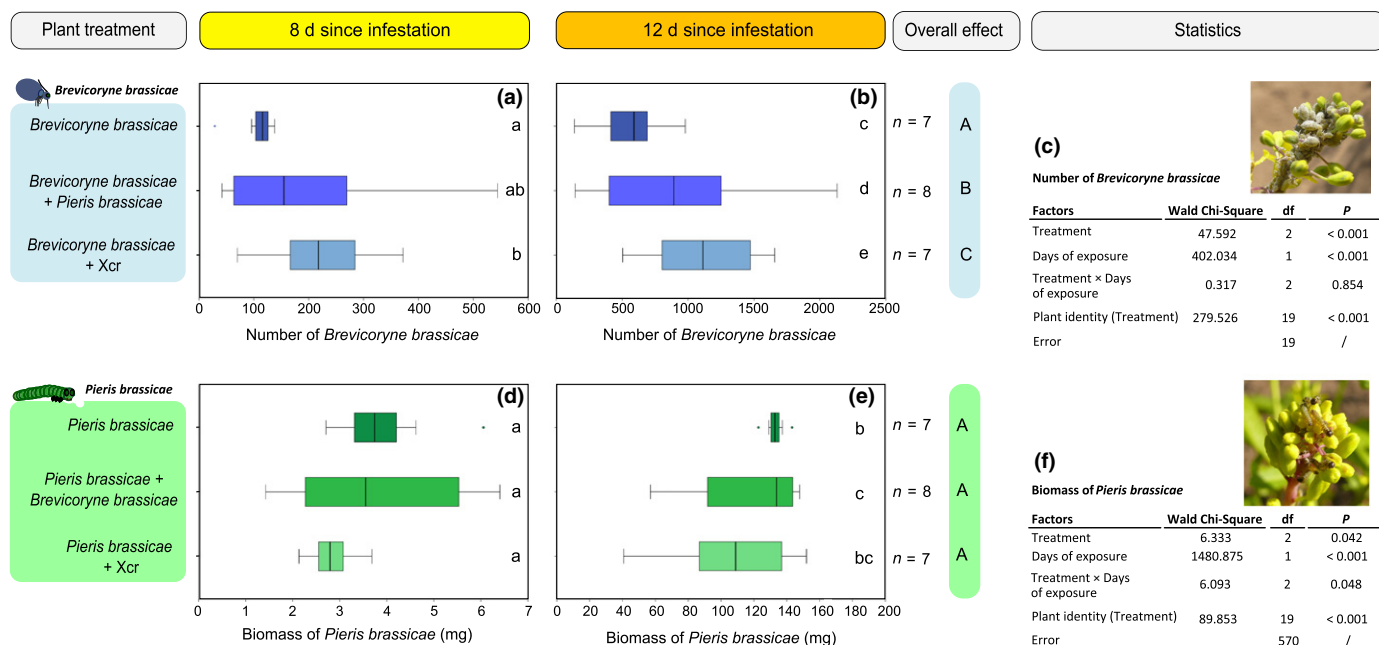 Plant treatment
8 d since infestation
12 d since infestation
Overall effect
Statistics
Brevicoryne brassicae
Brevicoryne brassicae
Brevicoryne brassicae
+ Pieris brassicae
Brevicoryne brassicae
+ Xcr
(a)
a
ab
b
0 100 200 300 400 500 600
Number of Brevicoryne brassicae
(b)
c
d
e
0 500 1000 1500 2000 2500
Number of Brevicoryne brassicae
n = 7
n = 8
n = 7
A
B
C
(c)
Number of Brevicoryne brassicae
Factors Wald Chi-Square df P
Treatment 47.592 2 < 0.001
Days of exposure 402.034 1 < 0.001
Treatment × Days
of exposure 0.317 2 0.854
Plant identity (Treatment) 279.526 19 < 0.001
Error 19 /
Pieris brassicae
Pieris brassicae
Pieris brassicae +
Brevicoryne brassicae
Pieris brassicae
+ Xcr
(d)
a
a
a
0 1 2 3 4 5 6 7
Biomass of Pieris brassicae (mg)
(e)
b
c
bc
0 20 40 60 80 100 120 140 160 180 200
Biomass of Pieris brassicae (mg)
n = 7
n = 8
n = 7
A
A
A
(f)
Biomass of Pieris brassicae
Factors Wald Chi-Square df P
Treatment 6.333 2 0.042
Days of exposure 1480.875 1 < 0.001
Treatment × Days
of exposure 6.093 2 0.048
Plant identity (Treatment) 89.853 19 < 0.001
Error 570 /